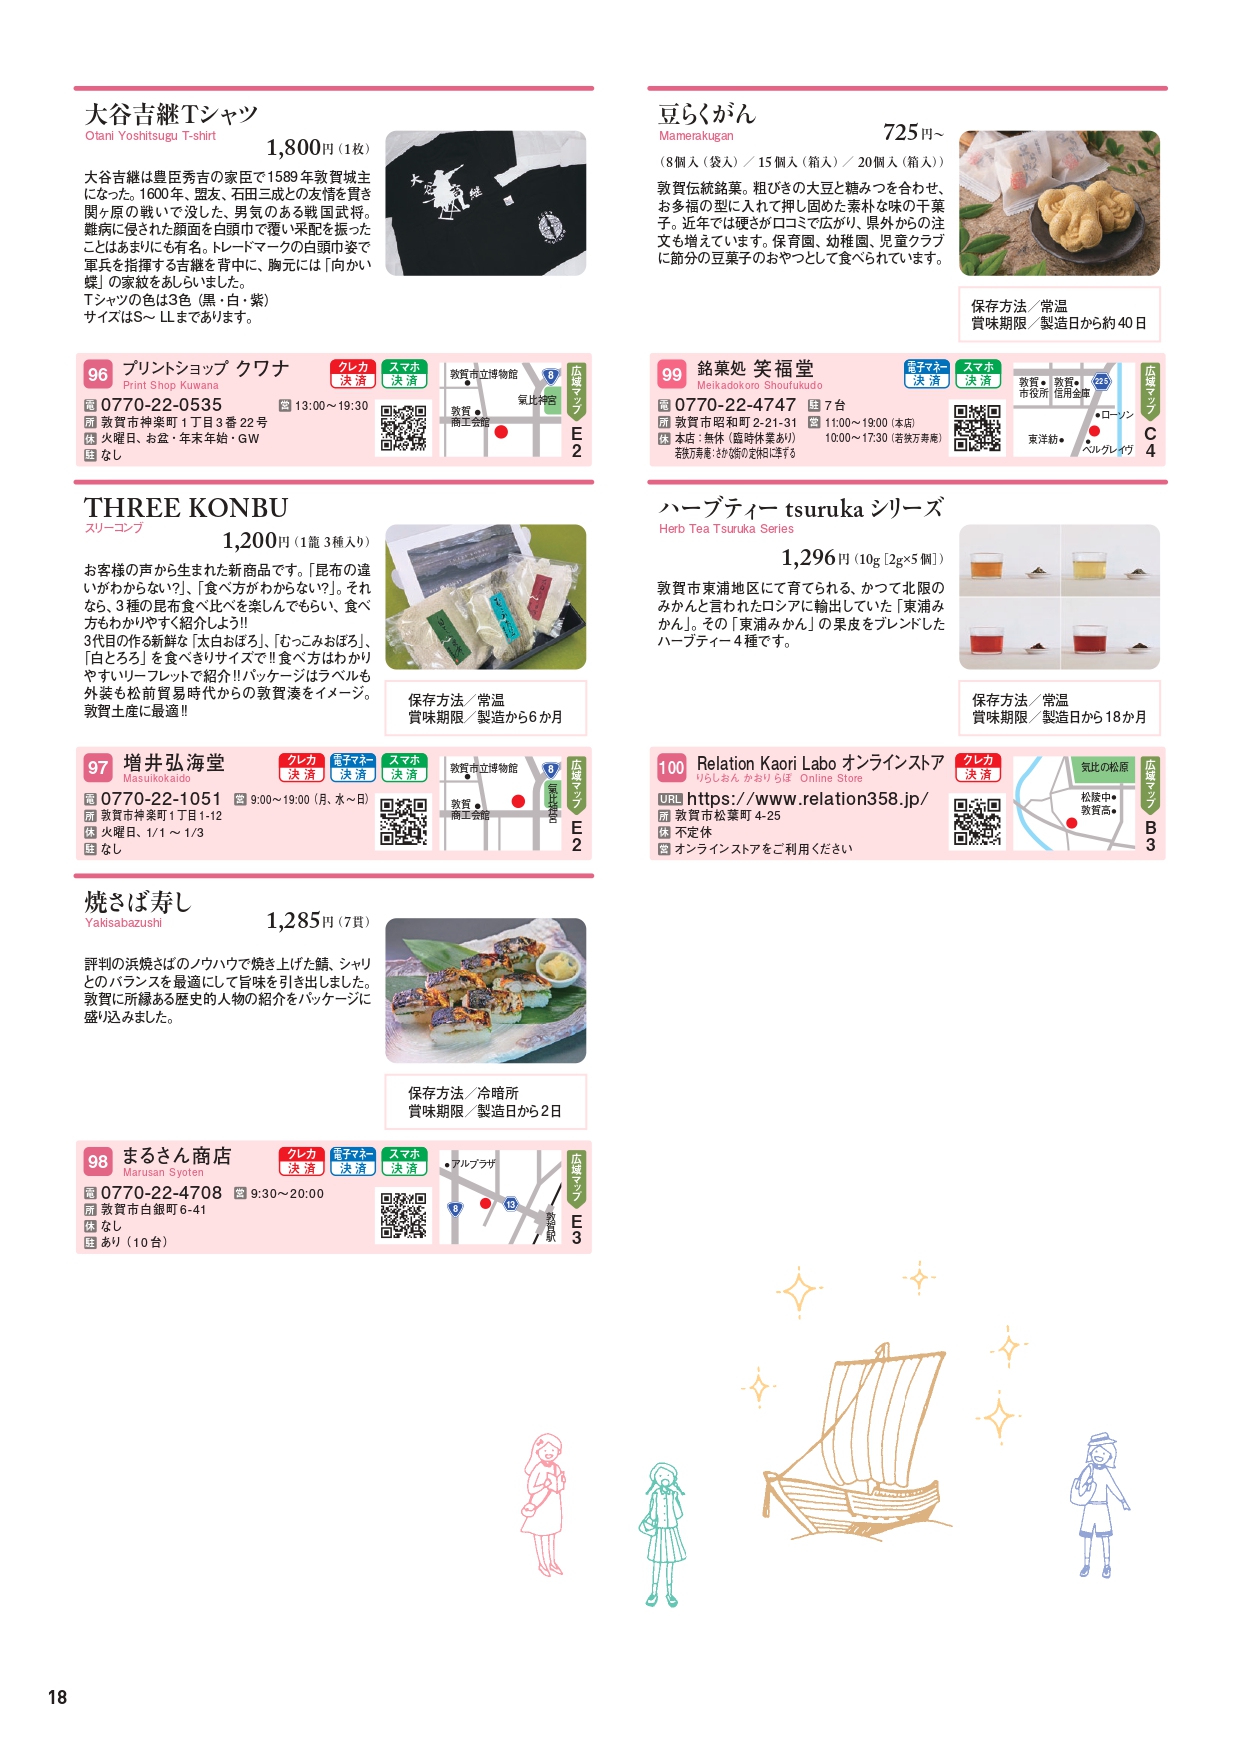 大谷吉継Tシャツ
Otani Yoshitsugu T-shirt
1,800円（1枚）
大谷吉継は豊臣秀吉の家臣で1589年敦賀城主
になった。1600年、盟友、石田三成との友情を貫き
関ヶ原の戦いで没した、男気のある戦国武将。
難病に侵された顔面を白頭巾で覆い采配を振った
ことはあまりにも有名。トレードマークの白頭巾姿で
軍兵を指揮する吉継を背中に、胸元には「向かい
蝶」の家紋をあしらいました。
Tシャツの色は3色（黒・白・紫）
サイズはS～LLまであります。
96 プリントショップ クワナ
Print Shop Kuwana
クレカ決済 スマホ決済
電 0770-22-0535 営 13:00～19:30
所 敦賀市神楽町1丁目3番22号
休 火曜日、お盆・年末年始・GW
駐 なし
敦賀市立博物館
8
氣比神宮
敦賀商工会館
広域マップ
E2
THREE KONBU
スリーコンブ
1,200円（1籠 3種入り）
お客様の声から生まれた新商品です。「昆布の違
いがわからない?」、「食べ方がわからない?」。それ
なら、3種の昆布食べ比べを楽しんでもらい、食べ
方もわかりやすく紹介しよう!!
3代目の作る新鮮な「太白おぼろ」、「むっこみおぼろ」、
「白とろろ」を食べきりサイズで!!食べ方はわかり
やすいリーフレットで紹介!!パッケージはラベルも
外装も松前貿易時代からの敦賀湊をイメージ。
敦賀土産に最適!!
保存方法／常温
賞味期限／製造から6か月
97 増井弘海堂
Masuikokaido
クレカ決済 電子マネー決済 スマホ決済
電 0770-22-1051 営 9:00～19:00（月、水～日）
所 敦賀市神楽町1丁目1-12
休 火曜日、1/1～1/3
駐 なし
敦賀市立博物館
8
氣比神宮
敦賀商工会館
広域マップ
E2
焼さば寿し
Yakisabazushi
1,285円（7貫）
評判の浜焼さばのノウハウで焼き上げた鯖、シャリ
とのバランスを最適にして旨味を引き出しました。
敦賀に所縁ある歴史的人物の紹介をパッケージに
盛り込みました。
保存方法／冷暗所
賞味期限／製造日から2日
98 まるさん商店
Marusan Syoten
クレカ決済 電子マネー決済 スマホ決済
電 0770-22-4708 営 9:30～20:00
所 敦賀市白銀町6-41
休 なし
駐 あり（10台）
アルプラザ
8
13
敦賀駅
広域マップ
E3
豆らくがん
Mamerakugan
725円～
（8個入（袋入）／15個入（箱入）／20個入（箱入））
敦賀伝統銘菓。粗びきの大豆と糖みつを合わせ、
お多福の型に入れて押し固めた素朴な味の干菓
子。近年では硬さが口コミで広がり、県外からの注
文も増えています。保育園、幼稚園、児童クラブ
に節分の豆菓子のおやつとして食べられています。
保存方法／常温
賞味期限／製造日から約40日
99 銘菓処 笑福堂
Meikadokoro Shoufukudo
電子マネー決済 スマホ決済
電 0770-22-4747 駐 7台
所 敦賀市昭和町2-21-31 営 11:00～19:00（本店）
休 本店：無休（臨時休業あり） 10:00～17:30（若狭万寿庵）
若狭万寿庵：さかな街の定休日に準ずる
敦賀市役所
敦賀信用金庫
225
ローソン
東洋紡
ベルグレイヴ
広域マップ
C4
ハーブティー tsuruka シリーズ
Herb Tea Tsuruka Series
1,296円（10g［2g×5個］）
敦賀市東浦地区にて育てられる、かつて北限の
みかんと言われたロシアに輸出していた「東浦み
かん」。その「東浦みかん」の果皮をブレンドした
ハーブティー4種です。
保存方法／常温
賞味期限／製造日から18か月
100 Relation Kaori Labo オンラインストア
りらしおん かおり らぼ Online Store
クレカ決済
URL https://www.relation358.jp/
所 敦賀市松葉町4-25
休 不定休
営 オンラインストアをご利用ください
気比の松原
松陵中
敦賀高
広域マップ
B3
18